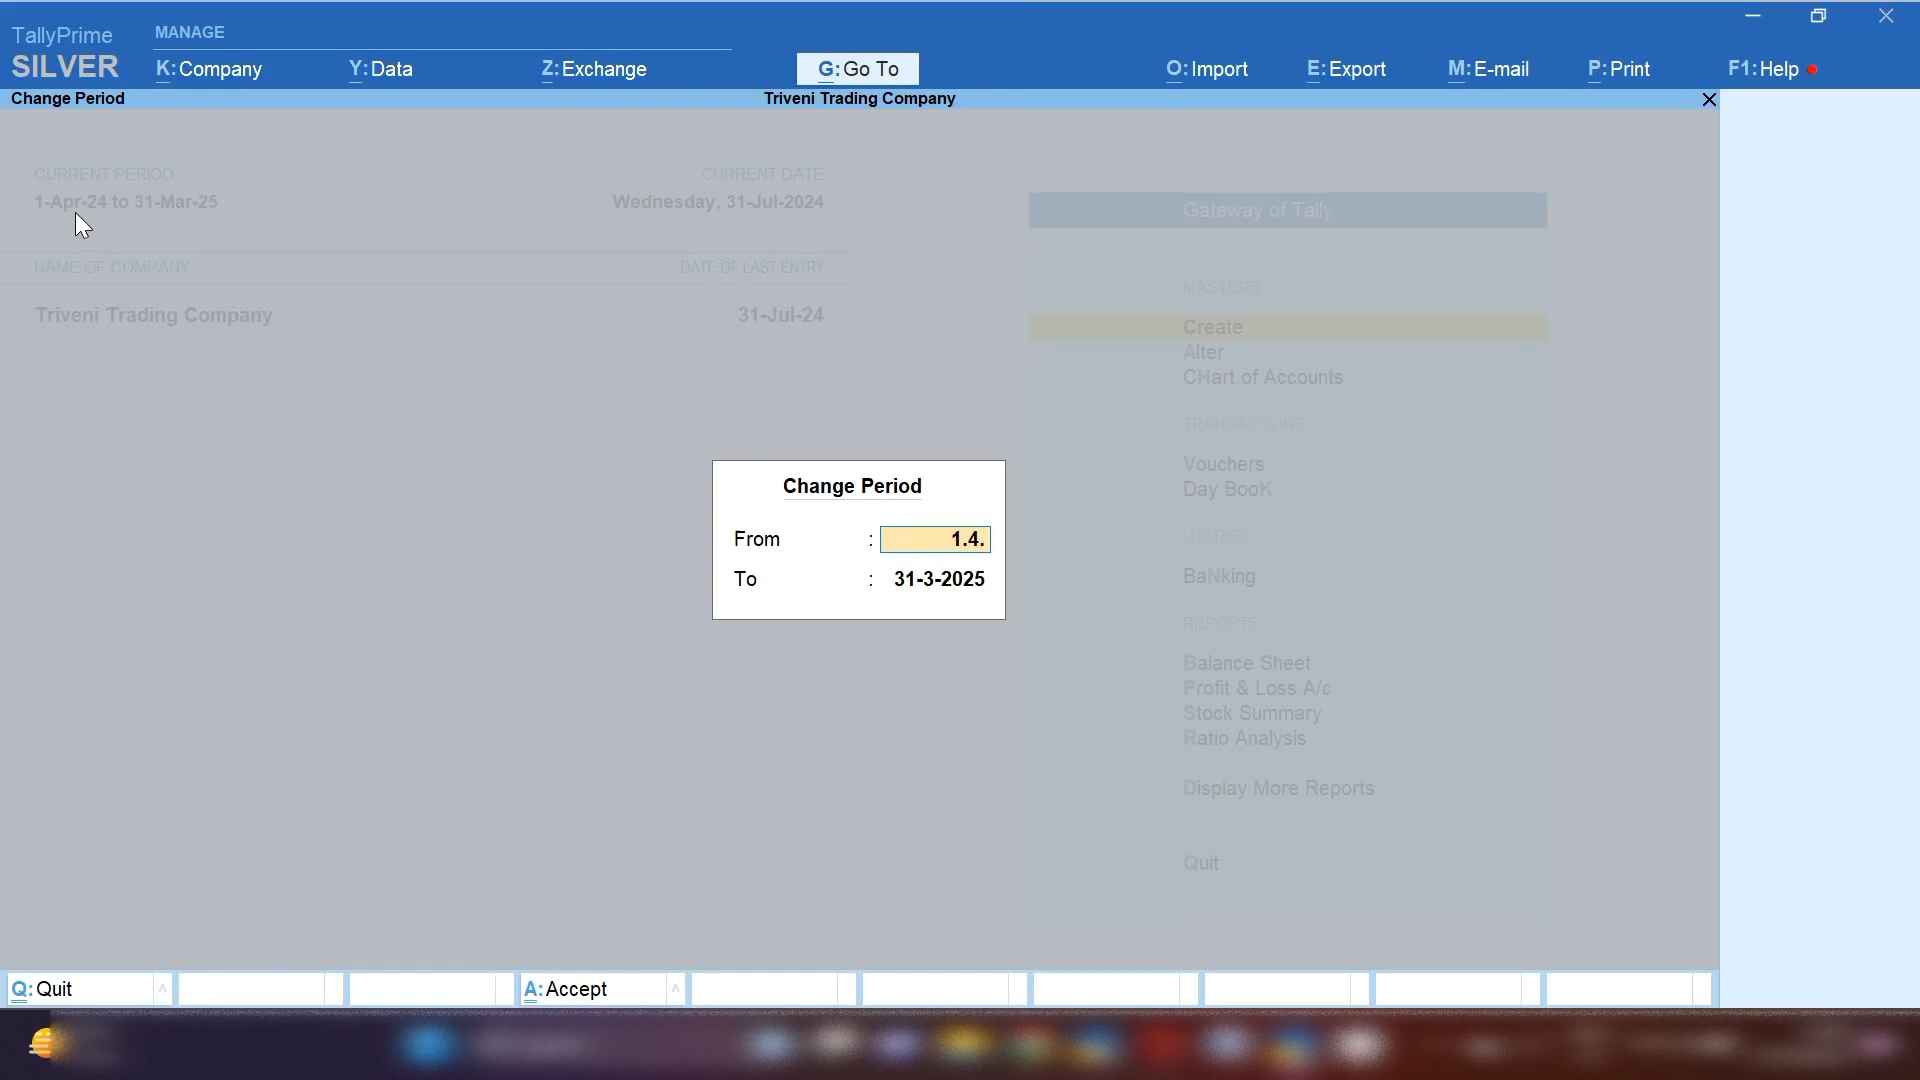 TallyPrime
MANAGE
SILVER
K:Company
Y:Data
Z:Exchange
G:Go To
O:Import
E:Export
M:E-mail
P:Print
F1:Help
Change Period
Triveni Trading Company
CURRENT PERIOD
CURRENT DATE
1-Apr-24 to 31-Mar-25
Wednesday, 31-Jul-2024
Gateway of Tally
NAME OF COMPANY
DATE OF LAST ENTRY
MASTERS
Triveni Trading Company
31-Jul-24
Create
Alter
CHart of Accounts
TRANSACTIONS
Vouchers
Day BooK
Change Period
From : 1.4.
To : 31-3-2025
UTILITIES
BaNking
REPORTS
Balance Sheet
Profit & Loss A/c
Stock Summary
Ratio Analysis
Display More Reports
Quit
Q:Quit
A:Accept